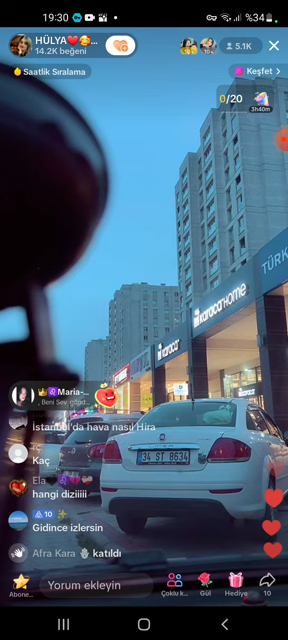 19:30
%34
HÜLYA❤️🥰...
14.2K beğeni
5.1K
Saatlik Sıralama
Keşfet >
0/20
3h40m
TÜRK
karaca HOME
karaca
Maria-...
Beni Sev
İstanbul'da hava nasıl Hira
Kaç
Ela
hangi diziiiii
10
Gidince izlersin
Afra Kara 👋 katıldı
34 ST 8634
Abone...
Yorum ekleyin
Çoklu k...
Gül
Hediye
10